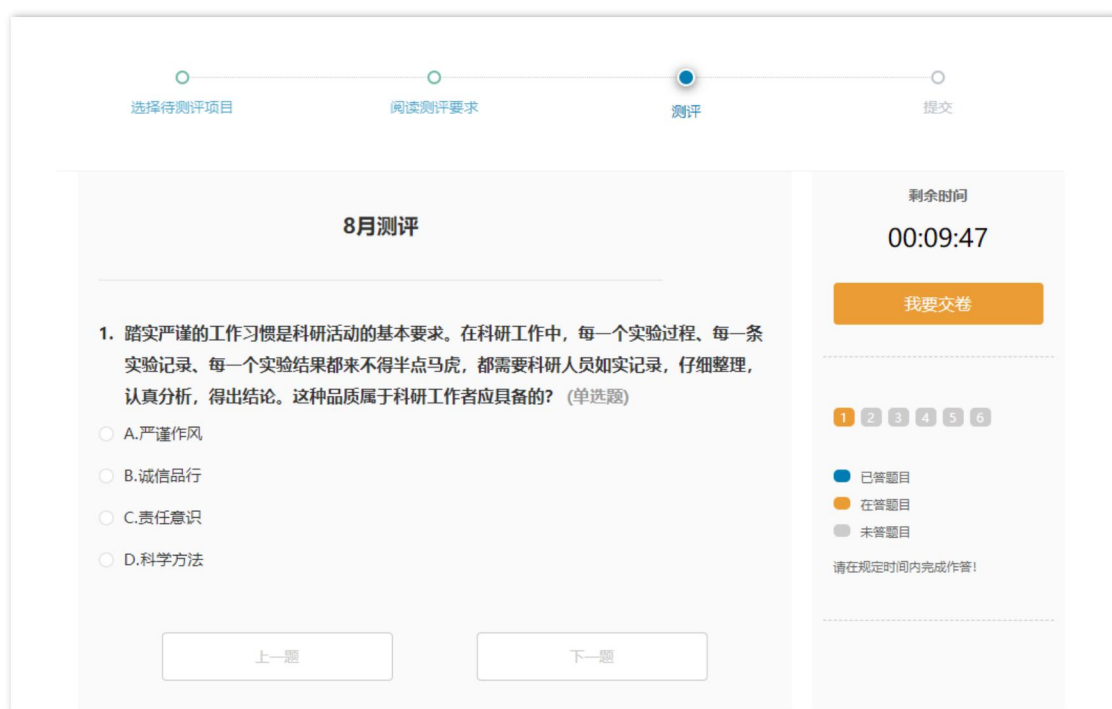 选择待测评项目
阅读测评要求
测评
提交
8月测评
1. 踏实严谨的工作习惯是科研活动的基本要求。在科研工作中，每一个实验过程、每一条
实验记录、每一个实验结果都来不得半点马虎，都需要科研人员如实记录，仔细整理，
认真分析，得出结论。这种品质属于科研工作者应具备的? (单选题)
A.严谨作风
B.诚信品行
C.责任意识
D.科学方法
上一题
下一题
剩余时间
00:09:47
我要交卷
1 2 3 4 5 6
已答题目
在答题目
未答题目
请在规定时间内完成作答!